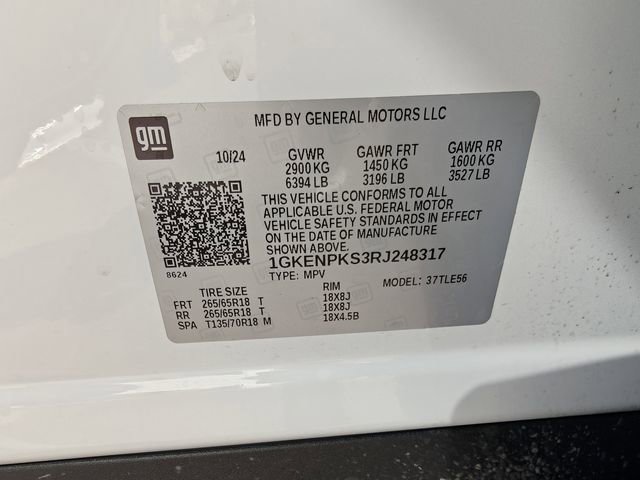 MFD BY GENERAL MOTORS LLC
gm
10/24 GVWR GAWR FRT GAWR RR
2900 KG 1450 KG 1600 KG
6394 LB 3196 LB 3527 LB
THIS VEHICLE CONFORMS TO ALL
APPLICABLE U.S. FEDERAL MOTOR
VEHICLE SAFETY STANDARDS IN EFFECT
ON THE DATE OF MANUFACTURE
SHOWN ABOVE.
1GKENPKS3RJ248317
8624
TYPE: MPV
MODEL: 37TLE56
TIRE SIZE RIM
FRT 265/65R18 T 18X8J
RR 265/65R18 T 18X8J
SPA T135/70R18 M 18X4.5B